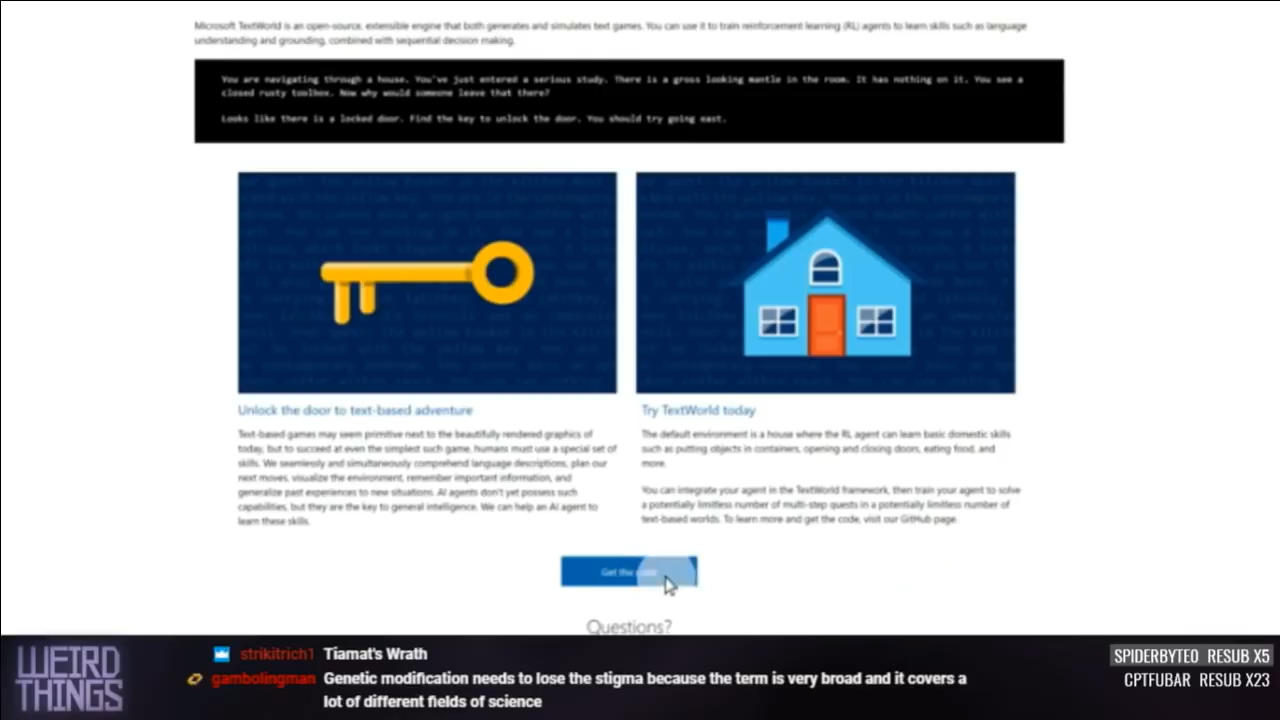 Microsoft TextWorld is an open-source, extensible engine that both generates and simulates text games. You can use it to train reinforcement learning (RL) agents to learn skills such as language
understanding and grounding, combined with sequential decision making.
You are navigating through a house. You've just entered a serious study. There is a gross looking mantle in the room. It has nothing on it. You see a
closed rusty toolbox. Now why would someone leave that there?
Looks like there is a locked door. Find the key to unlock the door. You should try going east.
Unlock the door to text-based adventure
Text-based games may seem primitive next to the beautifully rendered graphics of
today, but to succeed at even the simplest such game, humans must use a special set of
skills. We seamlessly and simultaneously comprehend language descriptions, plan our
next moves, visualize the environment, remember important information, and
generalize past experiences to new situations. AI agents don't yet possess such
capabilities, but they are the key to general intelligence. We can help an AI agent to
learn these skills.
Try TextWorld today
The default environment is a house where the RL agent can learn basic domestic skills
such as putting objects in containers, opening and closing doors, eating food, and
more.
You can integrate your agent in the TextWorld framework, then train your agent to solve
a potentially limitless number of multi-step quests in a potentially limitless number of
text-based worlds. To learn more and get the code, visit our GitHub page.
Get the code
Questions?
WEIRD
THINGS
strikitrich1 Tiamat's Wrath
gambolingman Genetic modification needs to lose the stigma because the term is very broad and it covers a
lot of different fields of science
SPIDERBYTE0 RESUB X5
CPTFUBAR RESUB X23